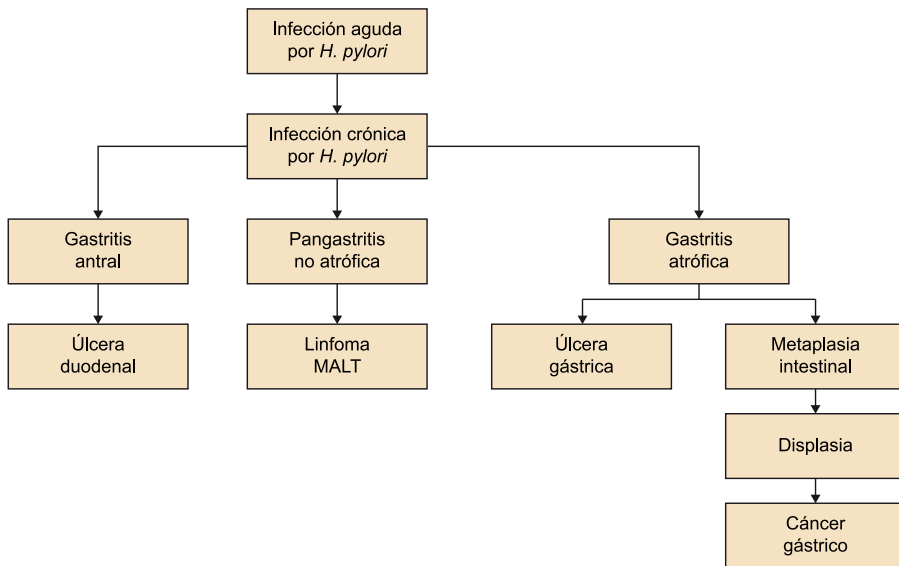 Infección aguda
por H. pylori
Infección crónica
por H. pylori
Gastritis
antral
Pangastritis
no atrófica
Gastritis
atrófica
Úlcera
duodenal
Linfoma
MALT
Úlcera
gástrica
Metaplasia
intestinal
Displasia
Cáncer
gástrico